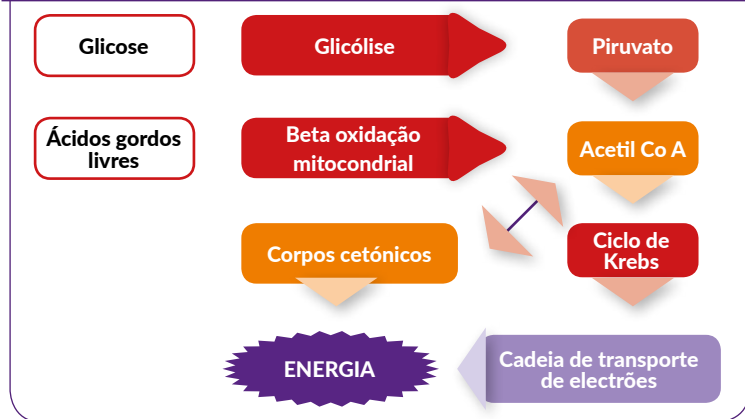 Glicose
Glicólise
Piruvato
Ácidos gordos
livres
Beta oxidação
mitocondrial
Acetil Co A
Corpos cetónicos
Ciclo de
Krebs
ENERGIA
Cadeia de transporte
de electrões